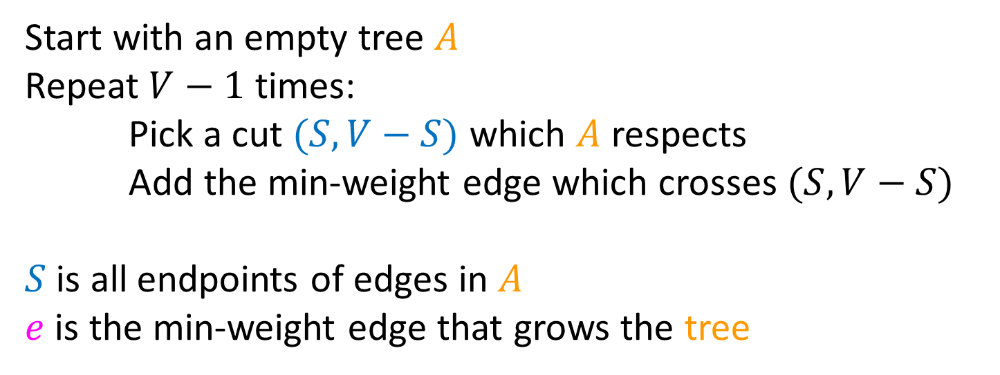 Start with an empty tree A
Repeat V − 1 times:
Pick a cut (S, V − S) which A respects
Add the min-weight edge which crosses (S, V − S)
S is all endpoints of edges in A
e is the min-weight edge that grows the tree